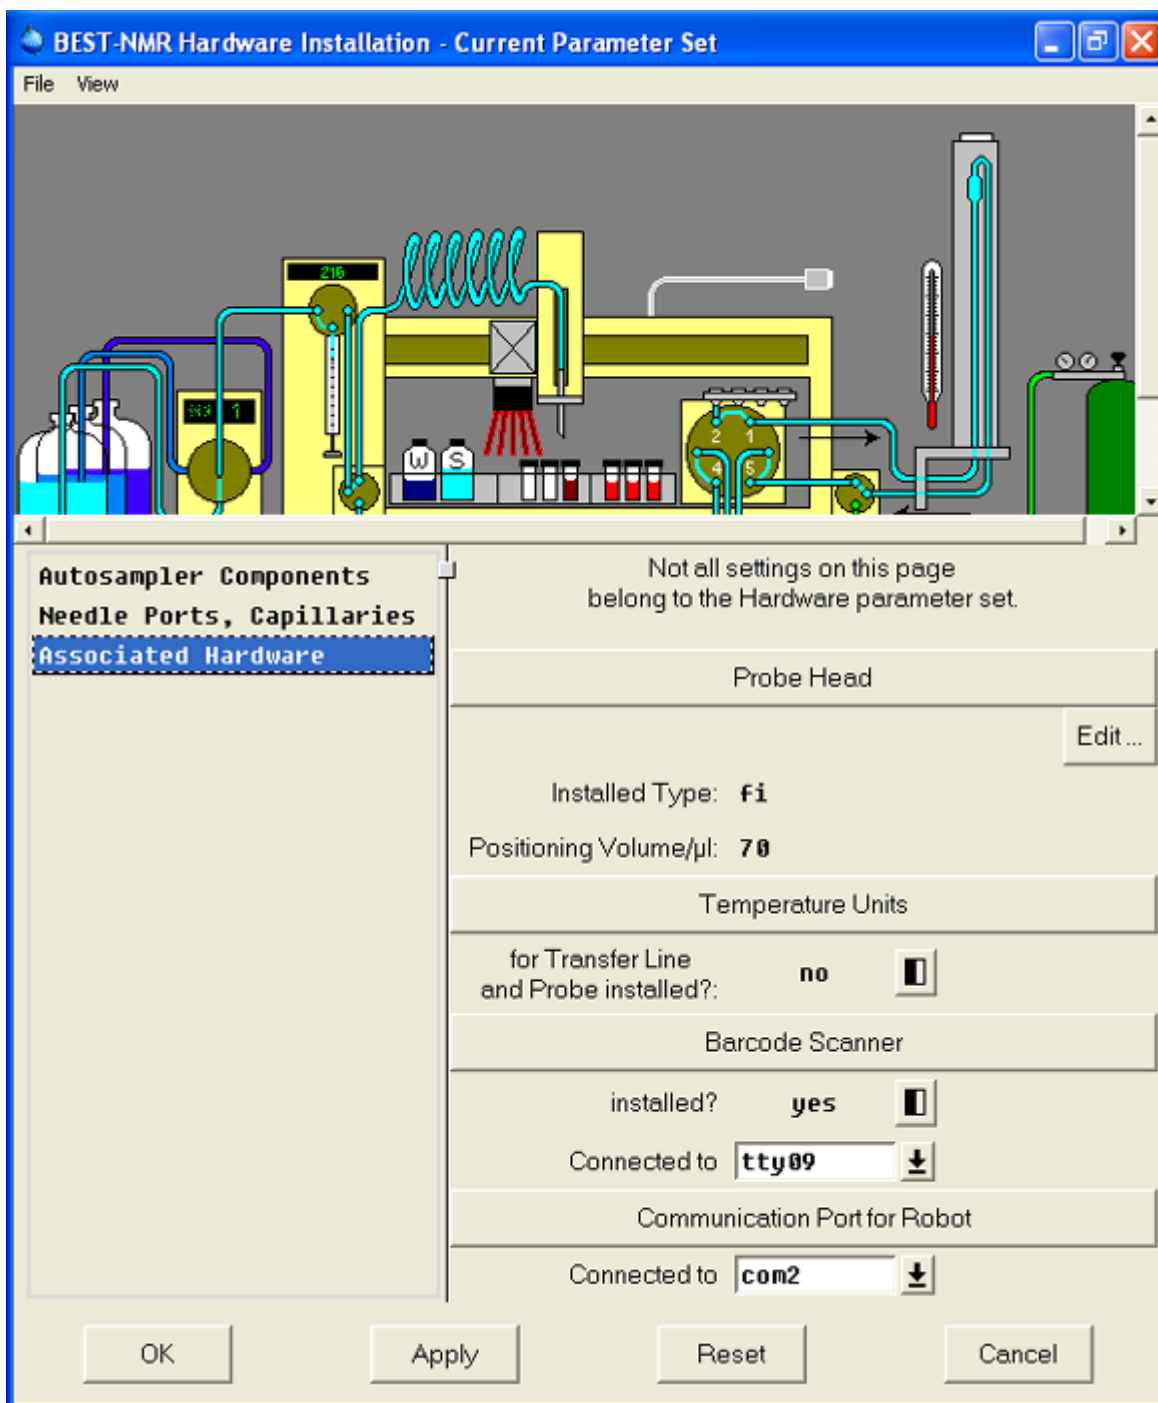 BEST-NMR Hardware Installation - Current Parameter Set
File View
216
1
W S
2 1
4 5
Autosampler Components
Needle Ports, Capillaries
Associated Hardware
Not all settings on this page
belong to the Hardware parameter set.
Probe Head
Edit ...
Installed Type: fi
Positioning Volume/µl: 70
Temperature Units
for Transfer Line
and Probe installed?: no
Barcode Scanner
installed? yes
Connected to tty09
Communication Port for Robot
Connected to com2
OK Apply Reset Cancel